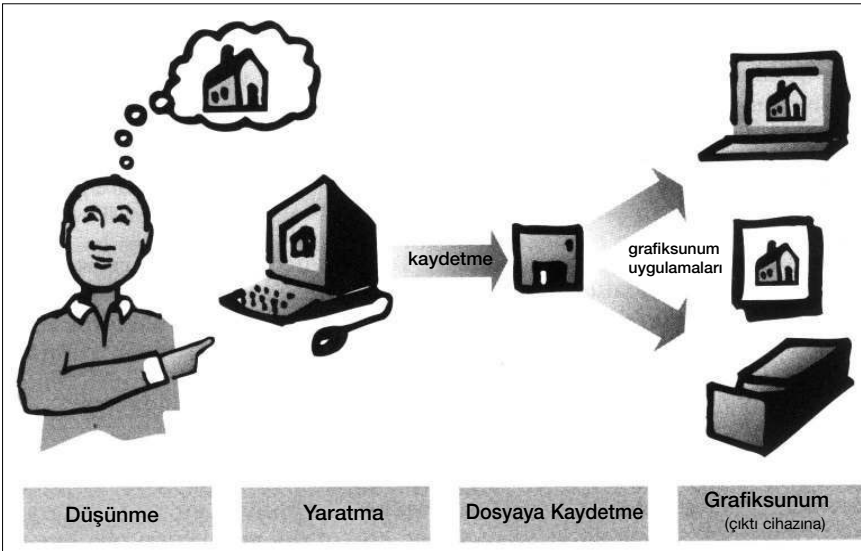 kaydetme
grafiksunum
uygulamaları
Düşünme
Yaratma
Dosyaya Kaydetme
Grafiksunum
(çıktı cihazına)